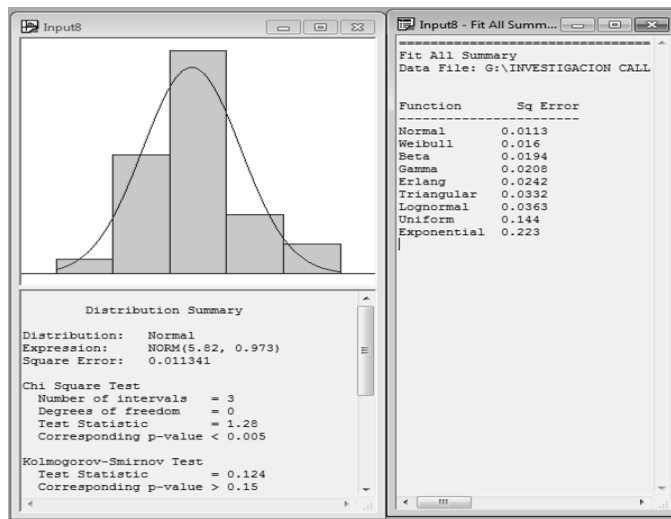 Input8
Distribution Summary
Distribution: Normal
Expression: NORM(5.82, 0.973)
Square Error: 0.011341
Chi Square Test
Number of intervals = 3
Degrees of freedom = 0
Test Statistic = 1.28
Corresponding p-value < 0.005
Kolmogorov-Smirnov Test
Test Statistic = 0.124
Corresponding p-value > 0.15
Input8 - Fit All Summ...
Fit All Summary
Data File: G:\INVESTIGACION CALL
Function Sq Error
Normal 0.0113
Weibull 0.016
Beta 0.0194
Gamma 0.0208
Erlang 0.0242
Triangular 0.0332
Lognormal 0.0363
Uniform 0.144
Exponential 0.223